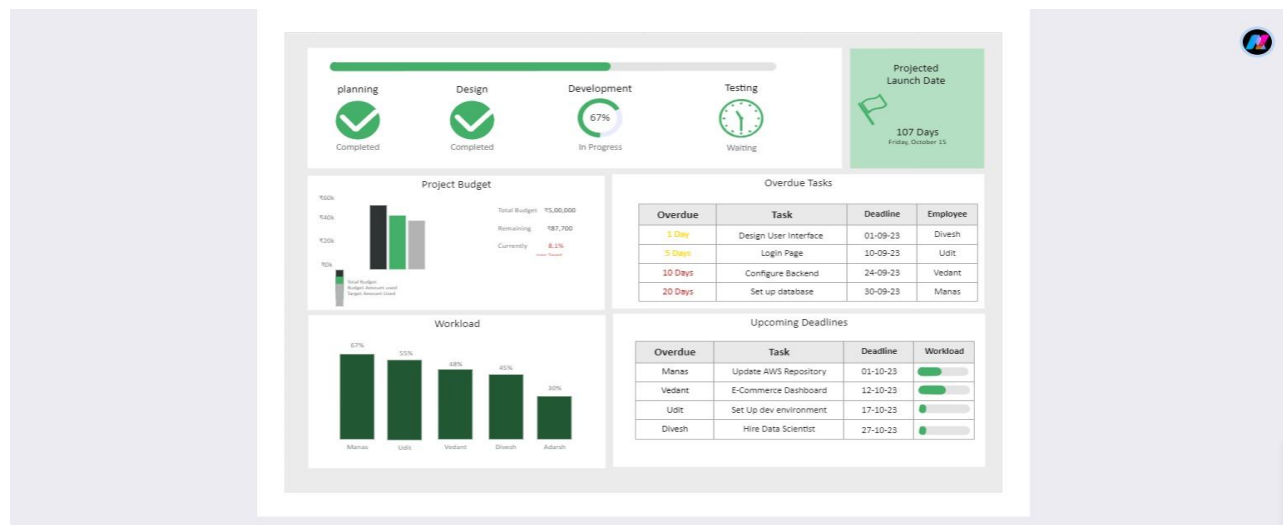 planning
Design
Development
Testing
67%
Completed
Completed
In Progress
Waiting
Projected
Launch Date
107 Days
Friday, October 15
Project Budget
₹60k
₹40k
₹20k
₹0k
Total Budget ₹5,00,000
Remaining ₹87,700
Currently 8.1%
Total Budget
Budget Amount used
Target Amount Used
Overdue Tasks
Overdue Task Deadline Employee
1 Day Design User Interface 01-09-23 Divesh
5 Days Login Page 10-09-23 Udit
10 Days Configure Backend 24-09-23 Vedant
20 Days Set up database 30-09-23 Manas
Workload
67%
55%
48%
45%
30%
Manas
Udit
Vedant
Divesh
Adarsh
Upcoming Deadlines
Overdue Task Deadline Workload
Manas Update AWS Repository 01-10-23
Vedant E-Commerce Dashboard 12-10-23
Udit Set Up dev environment 17-10-23
Divesh Hire Data Scientist 27-10-23